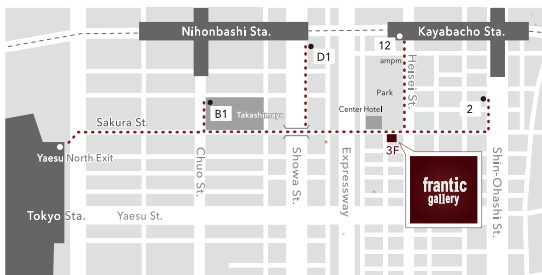 Nihonbashi Sta.
Kayabacho Sta.
12
D1
ampm
Heisei St.
Park
2
B1
Takashimaya
Center Hotel
Sakura St.
Yaesu North Exit
3F
Chuo St.
Showa St.
Expressway
Shin-Ohashi St.
frantic
gallery
Tokyo Sta.
Yaesu St.